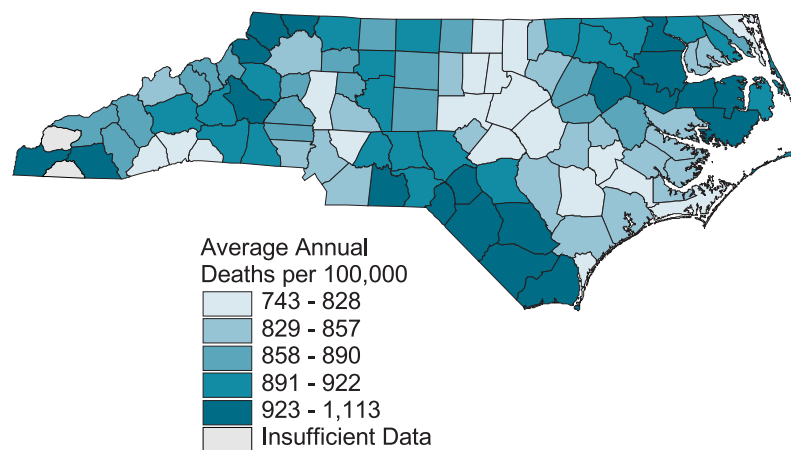 Average Annual
Deaths per 100,000
743 - 828
829 - 857
858 - 890
891 - 922
923 - 1,113
Insufficient Data